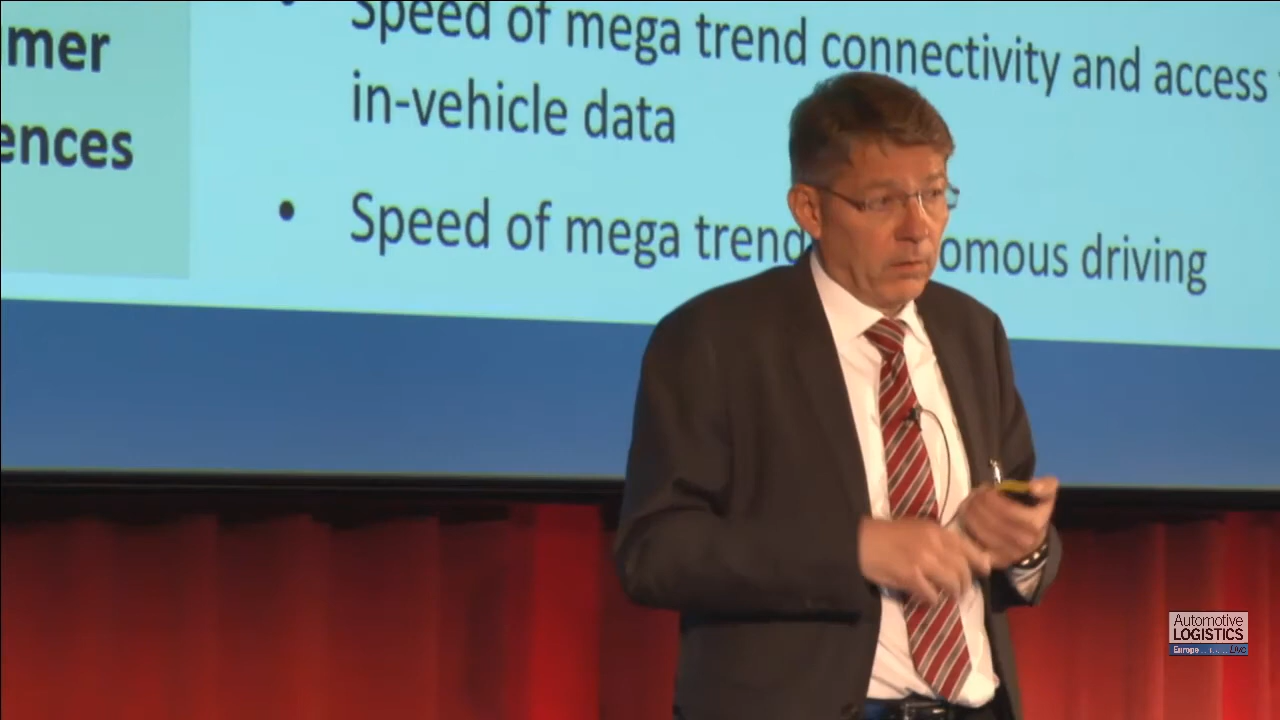 mer
ences
Speed of mega trend connectivity and access
in-vehicle data
• Speed of mega trend omous driving
Automotive
LOGISTICS
Europe Live